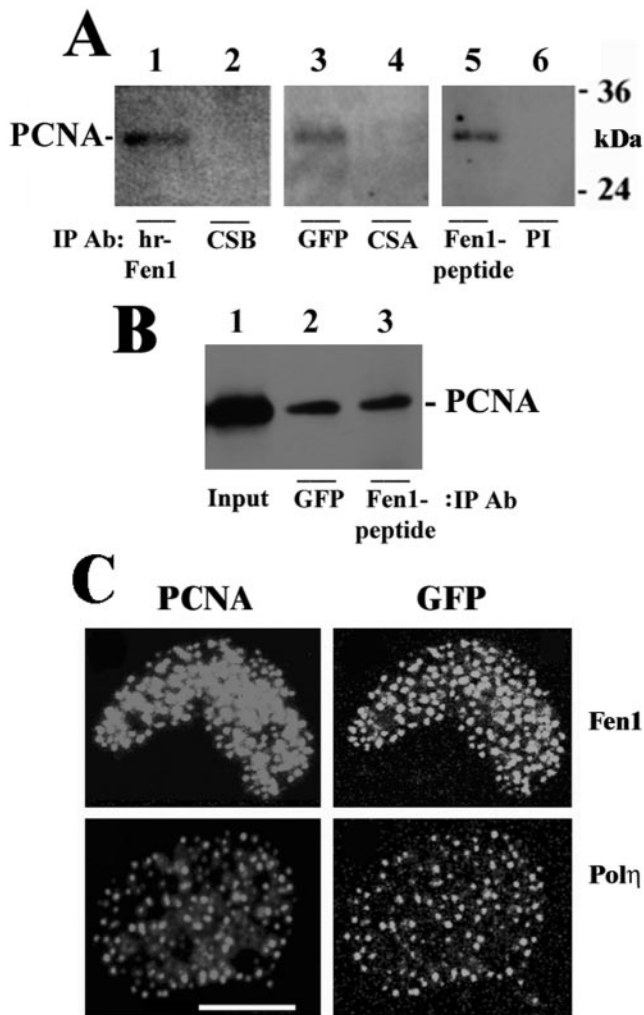 A
1 2 3 4 5 6
- 36
PCNA-
kDa
- 24
IP Ab: hr-Fen1 CSB GFP CSA Fen1-peptide PI
B
1 2 3
- PCNA
Input GFP Fen1-peptide :IP Ab
C
PCNA GFP
Fen1
Polη